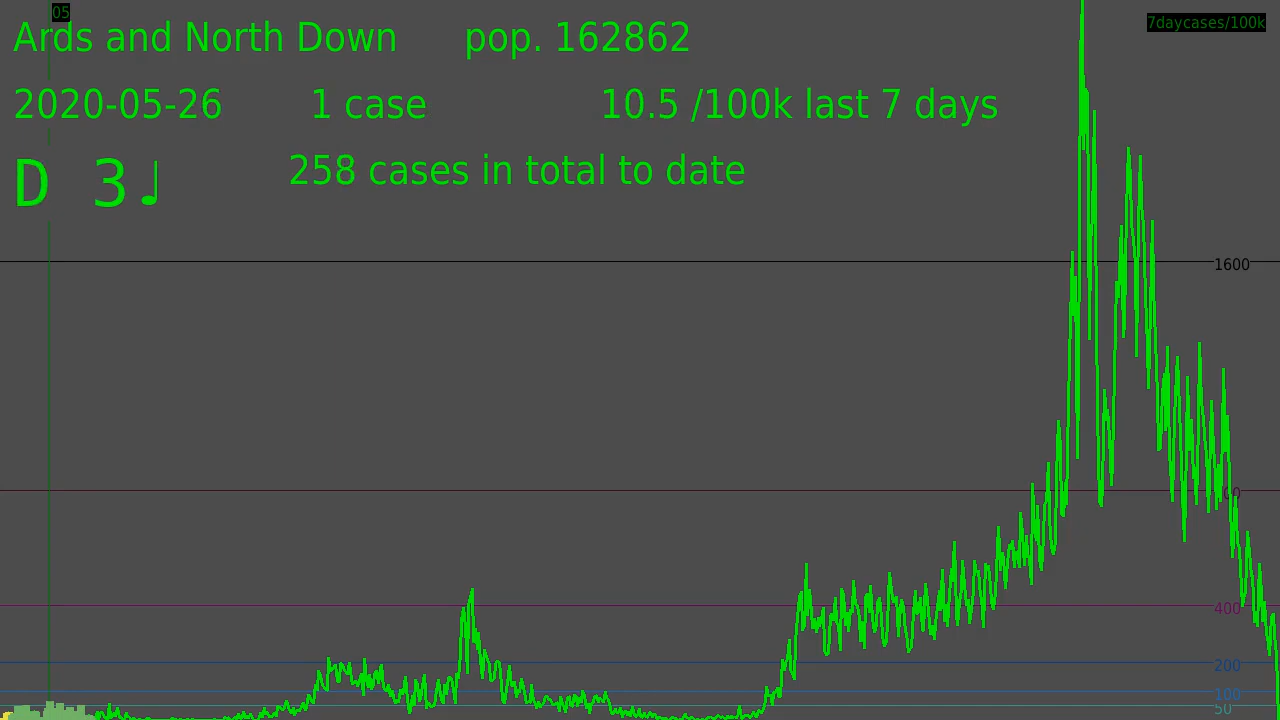 05
7daycases/100k
Ards and North Down pop. 162862
2020-05-26 1 case 10.5 /100k last 7 days
D 3♩ 258 cases in total to date
1600
400
200
100
50